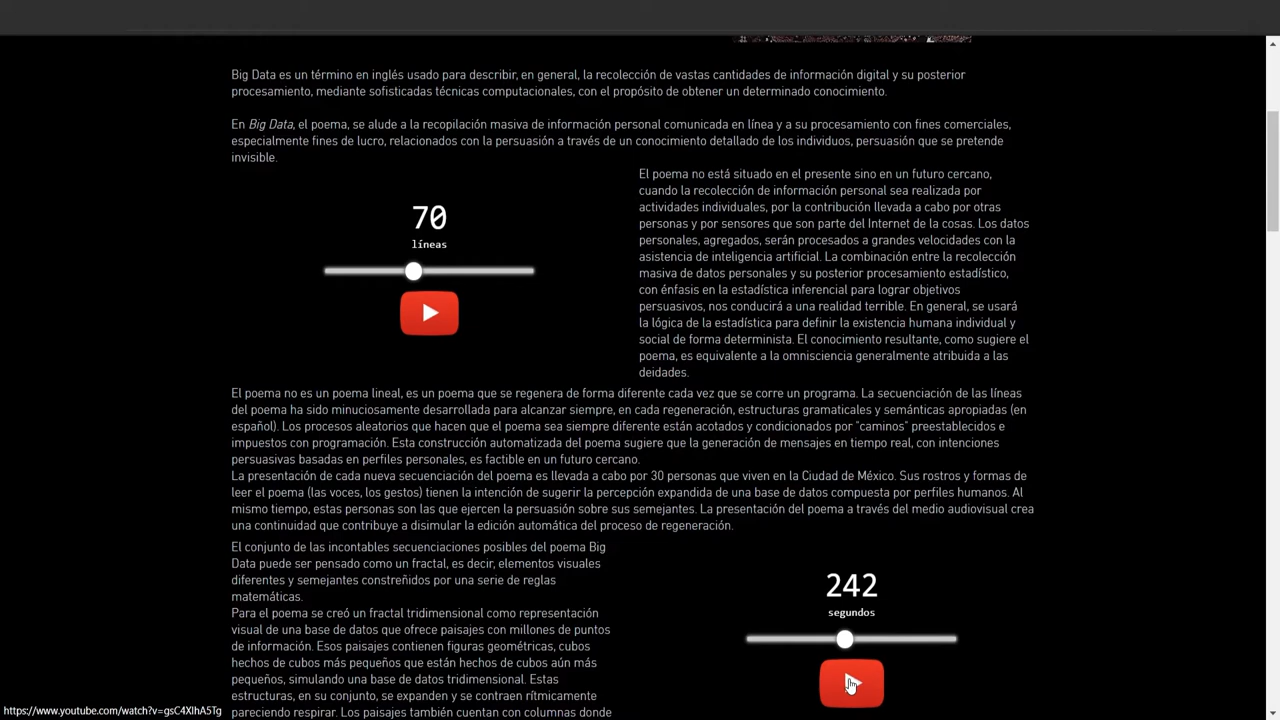 Big Data es un término en inglés usado para describir, en general, la recolección de vastas cantidades de información digital y su posterior
procesamiento, mediante sofisticadas técnicas computacionales, con el propósito de obtener un determinado conocimiento.
En Big Data, el poema, se alude a la recopilación masiva de información personal comunicada en línea y a su procesamiento con fines comerciales,
especialmente fines de lucro, relacionados con la persuasión a través de un conocimiento detallado de los individuos, persuasión que se pretende
invisible.
70
líneas
El poema no está situado en el presente sino en un futuro cercano,
cuando la recolección de información personal sea realizada por
actividades individuales, por la contribución llevada a cabo por otras
personas y por sensores que son parte del Internet de la cosas. Los datos
personales, agregados, serán procesados a grandes velocidades con la
asistencia de inteligencia artificial. La combinación entre la recolección
masiva de datos personales y su posterior procesamiento estadístico,
con énfasis en la estadística inferencial para lograr objetivos
persuasivos, nos conducirá a una realidad terrible. En general, se usará
la lógica de la estadística para definir la existencia humana individual y
social de forma determinista. El conocimiento resultante, como sugiere el
poema, es equivalente a la omnisciencia generalmente atribuida a las
deidades.
El poema no es un poema lineal, es un poema que se regenera de forma diferente cada vez que se corre un programa. La secuenciación de las líneas
del poema ha sido minuciosamente desarrollada para alcanzar siempre, en cada regeneración, estructuras gramaticales y semánticas apropiadas (en
español). Los procesos aleatorios que hacen que el poema sea siempre diferente están acotados y condicionados por "caminos" preestablecidos e
impuestos con programación. Esta construcción automatizada del poema sugiere que la generación de mensajes en tiempo real, con intenciones
persuasivas basadas en perfiles personales, es factible en un futuro cercano.
La presentación de cada nueva secuenciación del poema es llevada a cabo por 30 personas que viven en la Ciudad de México. Sus rostros y formas de
leer el poema (las voces, los gestos) tienen la intención de sugerir la percepción expandida de una base de datos compuesta por perfiles humanos. Al
mismo tiempo, estas personas son las que ejercen la persuasión sobre sus semejantes. La presentación del poema a través del medio audiovisual crea
una continuidad que contribuye a disimular la edición automática del proceso de regeneración.
El conjunto de las incontables secuenciaciones posibles del poema Big
Data puede ser pensado como un fractal, es decir, elementos visuales
diferentes y semejantes constreñidos por una serie de reglas
matemáticas.
Para el poema se creó un fractal tridimensional como representación
visual de una base de datos que ofrece paisajes con millones de puntos
de información. Esos paisajes contienen figuras geométricas, cubos
hechos de cubos más pequeños que están hechos de cubos aún más
pequeños, simulando una base de datos tridimensional. Estas
estructuras, en su conjunto, se expanden y se contraen rítmicamente
pareciendo respirar. Los paisajes también cuentan con columnas donde
242
segundos
https://www.youtube.com/watch?v=gsC4XlhA5Tg